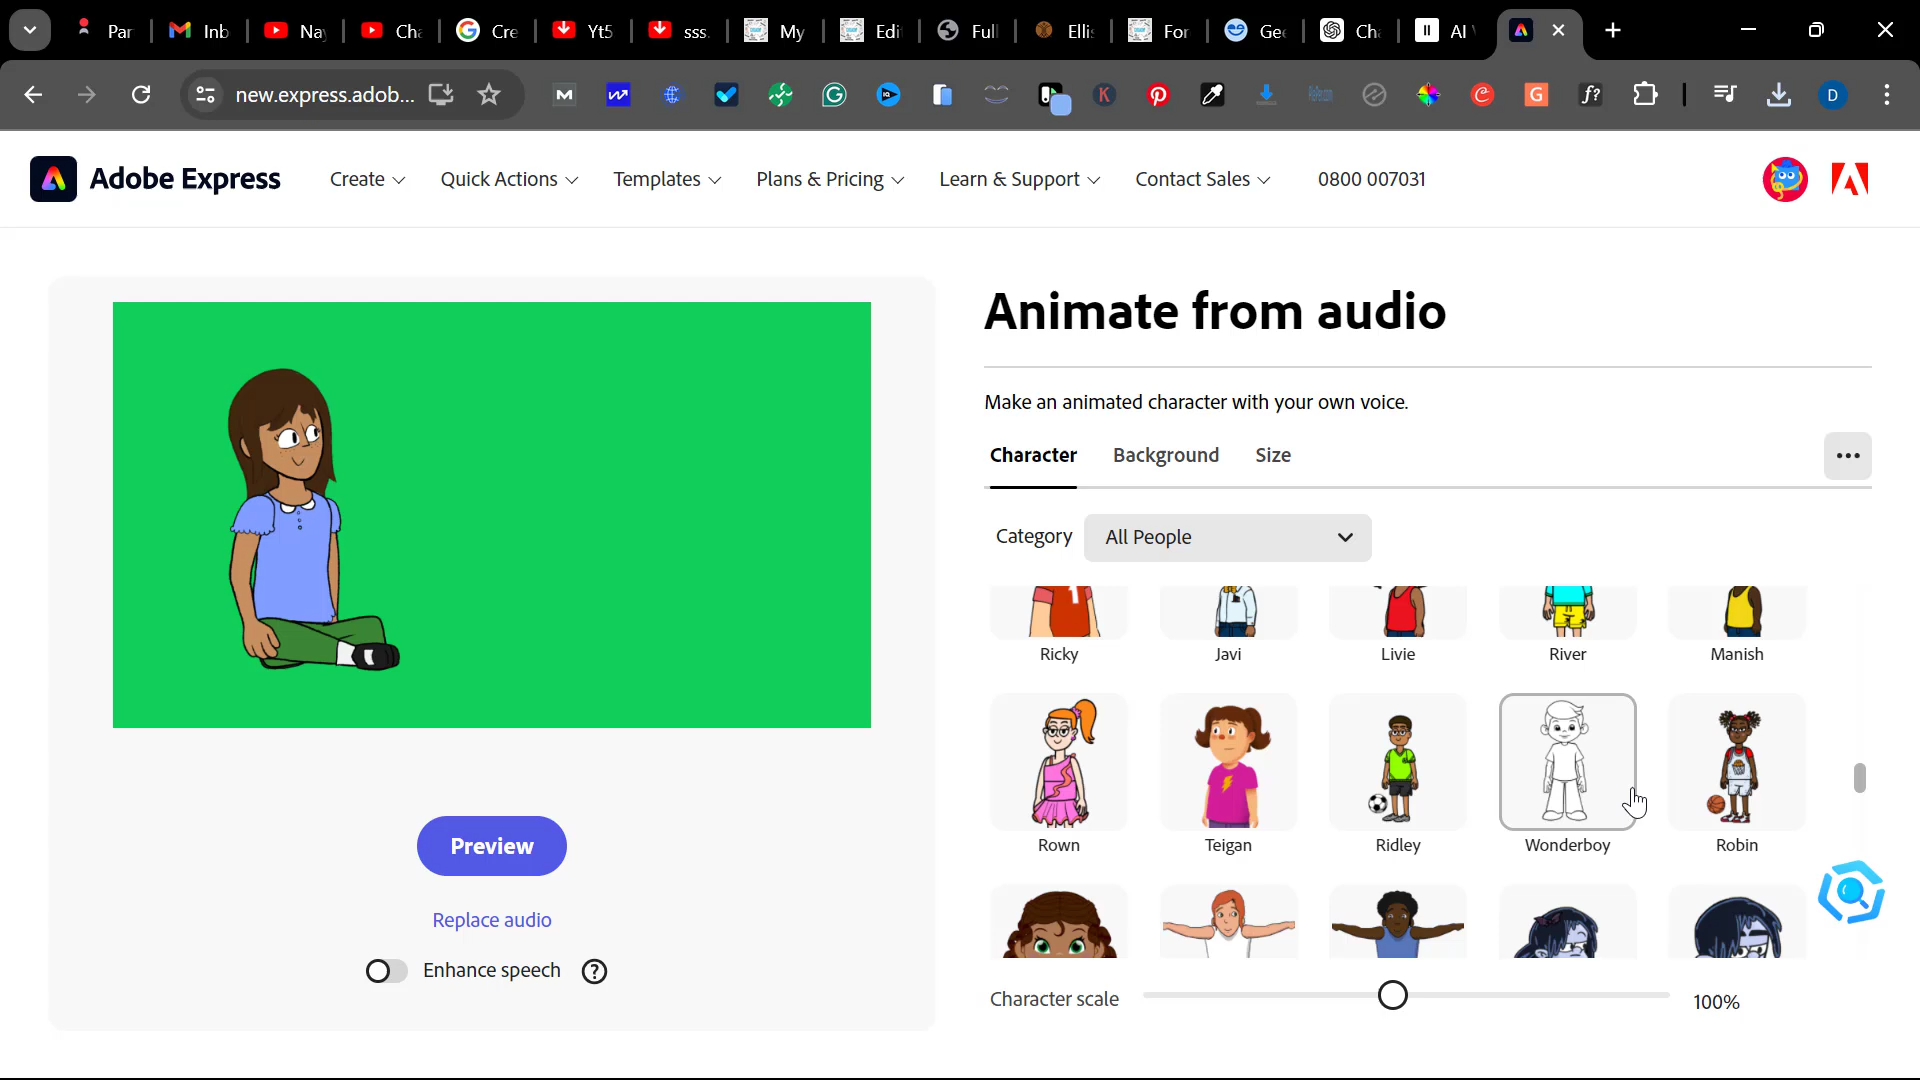 Par
Inb
Na
Cha
Cre
Yt5
sss.
My
Edi
Full
Ellis
For
Gee
Cha
AI
new.express.adob...
D
Adobe Express
Create
Quick Actions
Templates
Plans & Pricing
Learn & Support
Contact Sales
0800 007031
Animate from audio
Make an animated character with your own voice.
Character
Background
Size
Category
All People
Ricky
Javi
Livie
River
Manish
Rown
Teigan
Ridley
Wonderboy
Robin
Preview
Replace audio
Enhance speech
Character scale
100%